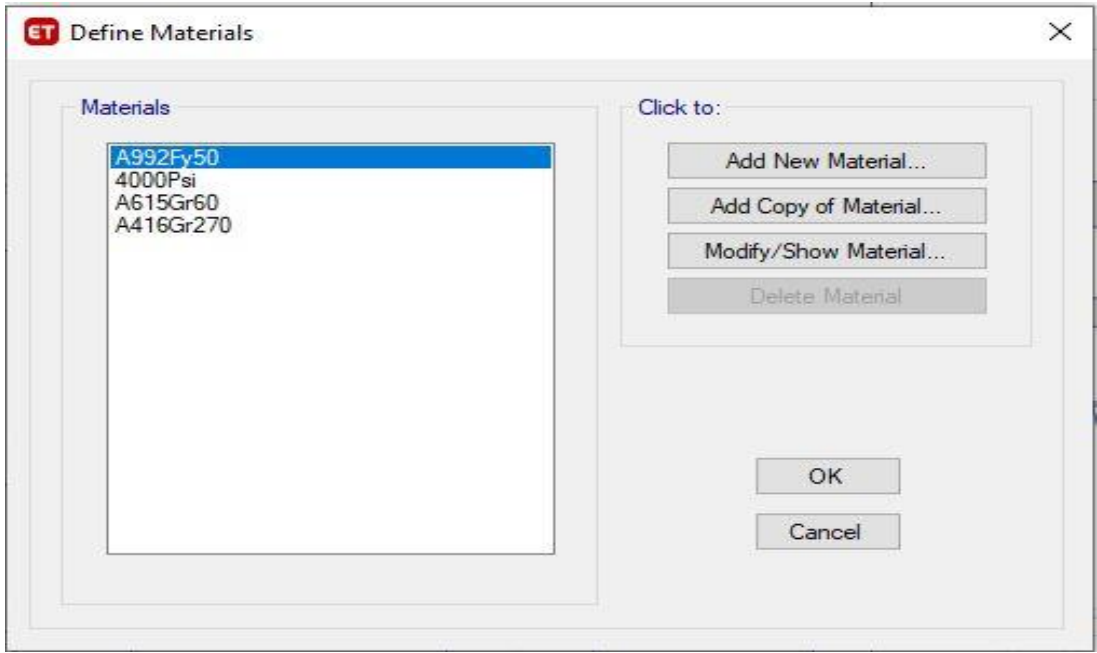 ET Define Materials
Materials
A992Fy50
4000Psi
A615Gr60
A416Gr270
Click to:
Add New Material...
Add Copy of Material...
Modify/Show Material...
Delete Material
OK
Cancel